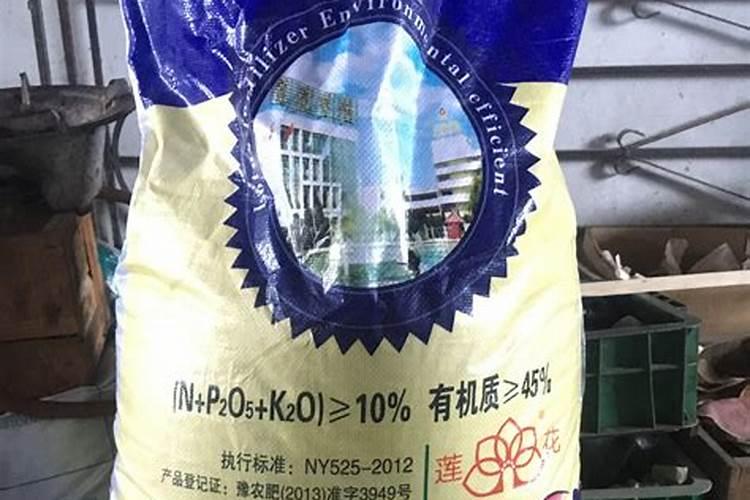 ilizer Environmental efficient
(N+P₂O₅+K₂O)≥10% 有机质≥45%
执行标准：NY525-2012
产品登记证：豫农肥(2013)准字3949号
莲花